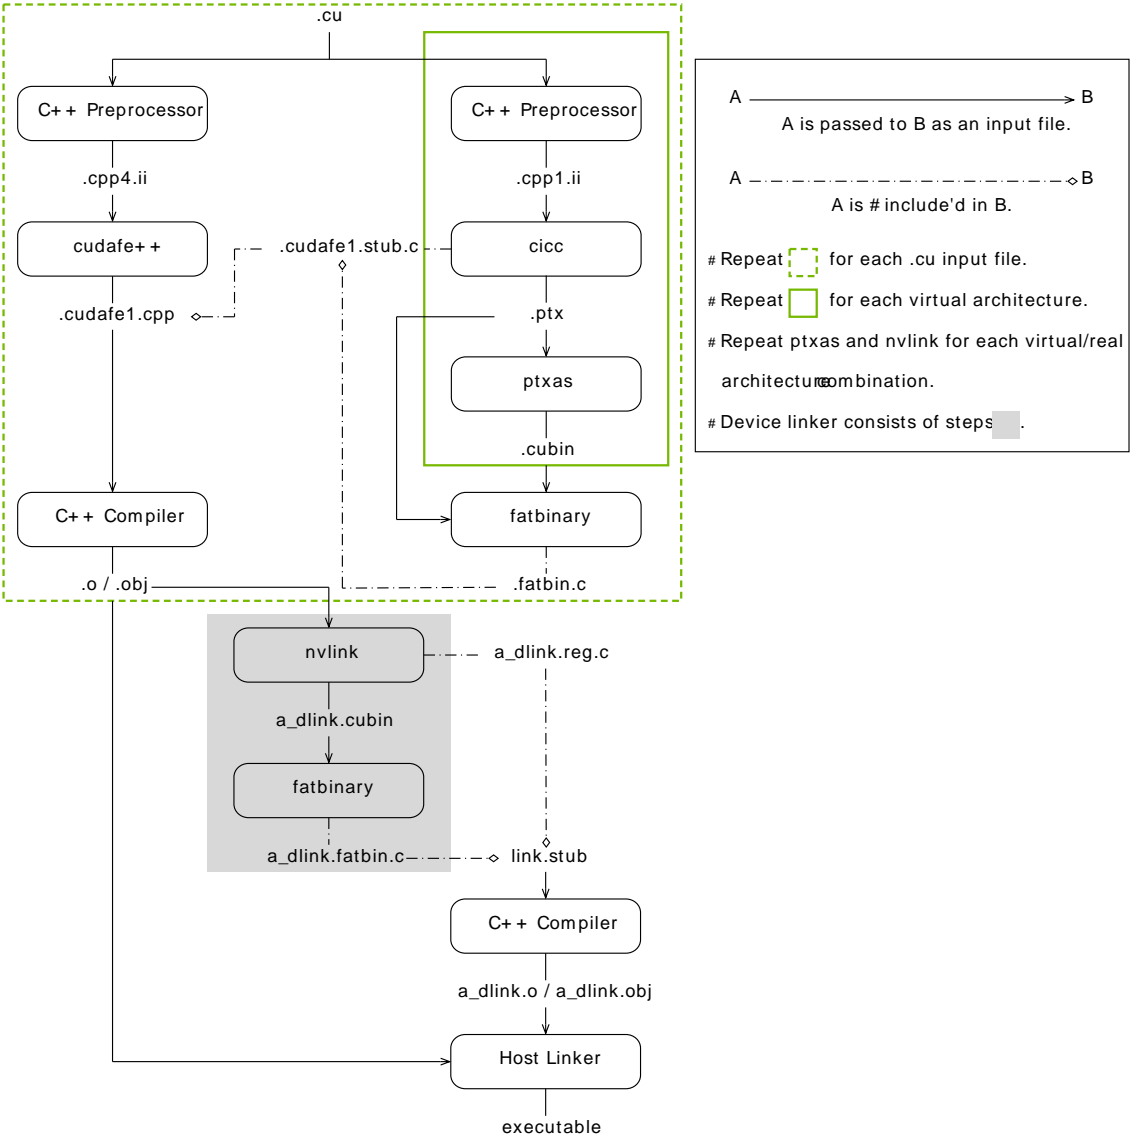 .cu
C++ Preprocessor
C++ Preprocessor
.cpp4.ii
.cpp1.ii
cudafe++
.cudafe1.stub.c
cicc
.cudafe1.cpp
.ptx
ptxas
.cubin
C++ Compiler
fatbinary
.o / .obj
.fatbin.c
nvlink
a_dlink.reg.c
a_dlink.cubin
fatbinary
a_dlink.fatbin.c
link.stub
C++ Compiler
a_dlink.o / a_dlink.obj
Host Linker
executable
A B
A is passed to B as an input file.
A B
A is #include'd in B.
# Repeat for each .cu input file.
# Repeat for each virtual architecture.
# Repeat ptxas and nvlink for each virtual/real
architecture combination.
# Device linker consists of steps .